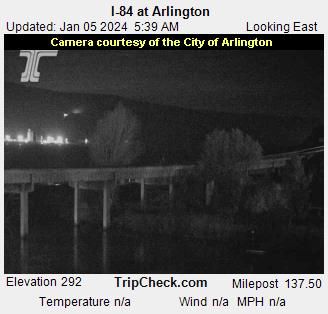 I-84 at Arlington
Updated: Jan 05 2024 5:39 AM Looking East
Camera courtesy of the City of Arlington
Elevation 292 TripCheck.com Milepost 137.50
Temperature n/a Wind n/a MPH n/a